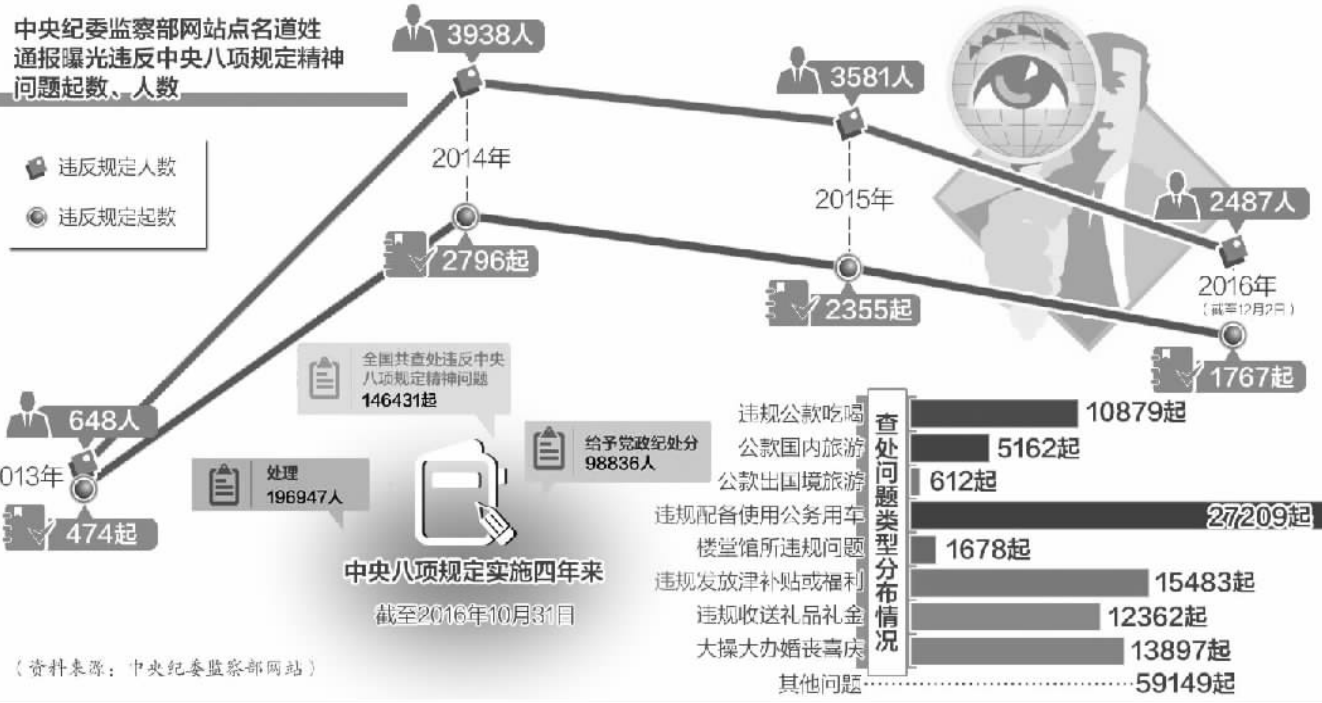 中央纪委监察部网站点名道姓
通报曝光违反中央八项规定精神
问题起数、人数
违反规定人数
违反规定起数
3938人
2014年
2796起
3581人
2015年
2355起
2487人
2016年
(截至12月2日)
1767起
648人
013年
474起
全国共查处违反中央
八项规定精神问题
146431起
处理
196947人
给予党政纪处分
98836人
中央八项规定实施四年来
截至2016年10月31日
查处问题类型分布情况
违规公款吃喝 10879起
公款国内旅游 5162起
公款出国境旅游 612起
违规配备使用公务用车 27209起
楼堂馆所违规问题 1678起
违规发放津补贴或福利 15483起
违规收送礼品礼金 12362起
大操大办婚丧喜庆 13897起
其他问题 59149起
(资料来源:中央纪委监察部网站)